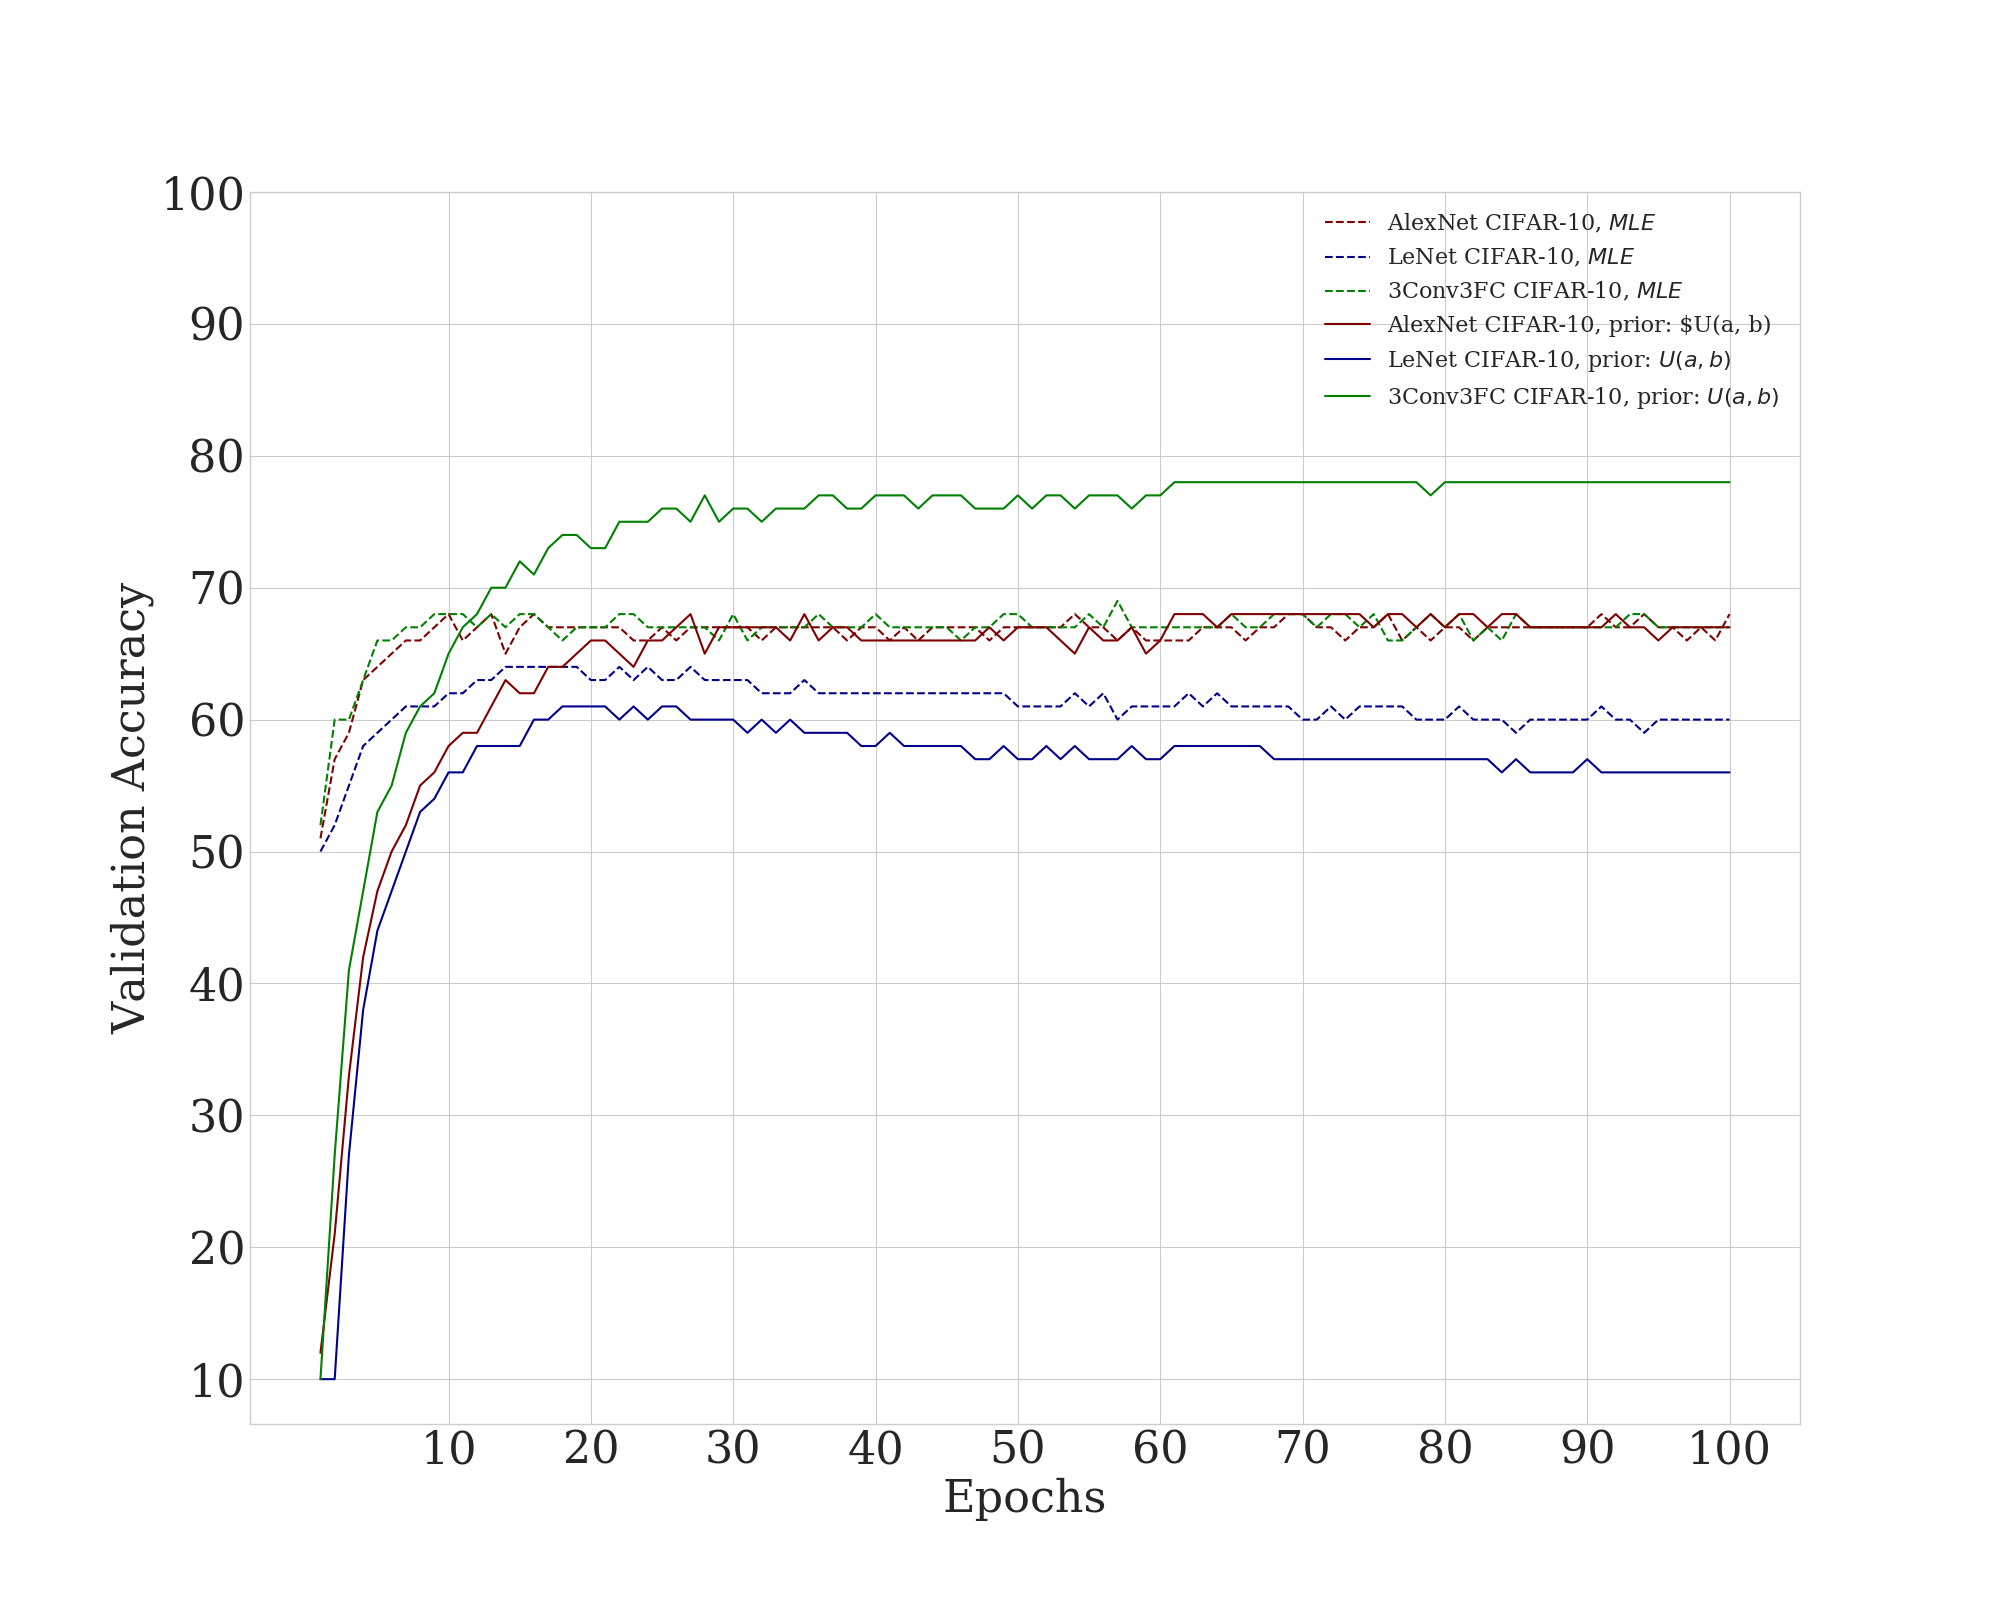 100
90
80
70
60
50
40
30
20
10
Validation Accuracy
AlexNet CIFAR-10, MLE
LeNet CIFAR-10, MLE
3Conv3FC CIFAR-10, MLE
AlexNet CIFAR-10, prior: $U(a, b)
LeNet CIFAR-10, prior: U(a, b)
3Conv3FC CIFAR-10, prior: U(a, b)
10 20 30 40 50 60 70 80 90 100
Epochs